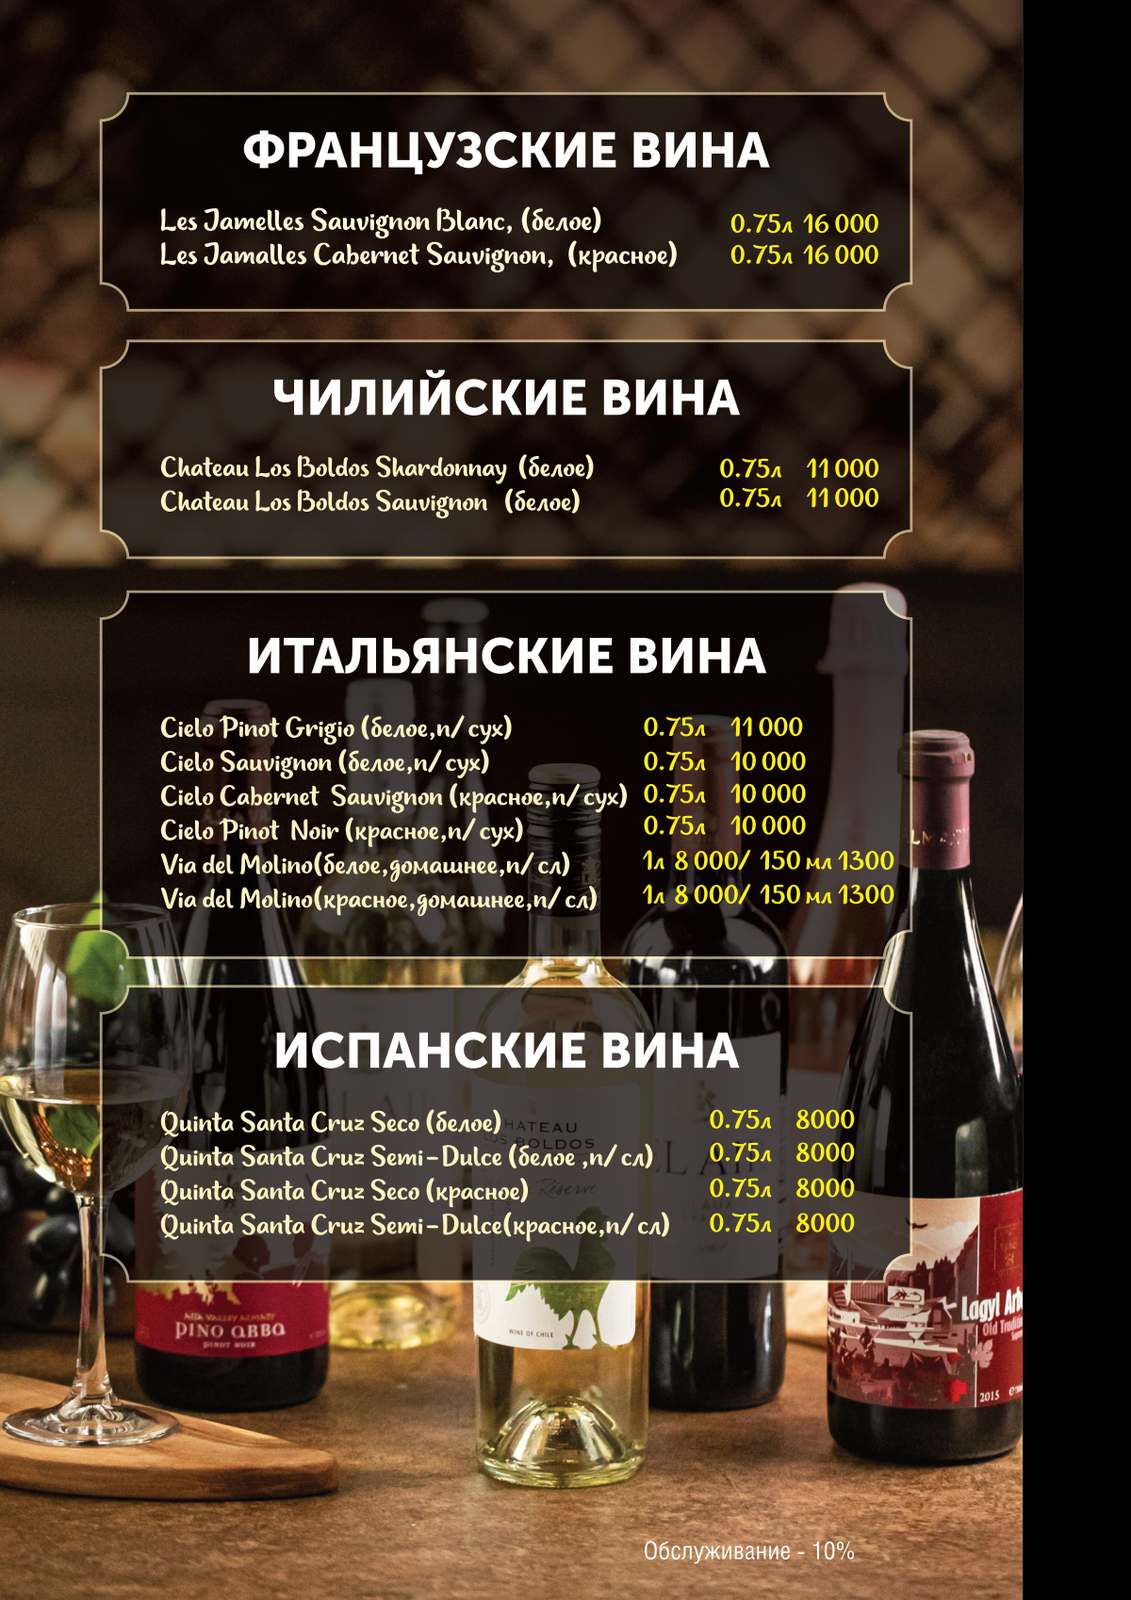 ФРАНЦУЗСКИЕ ВИНА
Les Jamelles Sauvignon Blanc, (белое) 0.75л 16 000
Les Jamalles Cabernet Sauvignon, (красное) 0.75л 16 000
ЧИЛИЙСКИЕ ВИНА
Chateau Los Boldos Shardonnay (белое) 0.75л 11 000
Chateau Los Boldos Sauvignon (белое) 0.75л 11 000
ИТАЛЬЯНСКИЕ ВИНА
Cielo Pinot Grigio (белое,п/ сух) 0.75л 11 000
Cielo Sauvignon (белое,п/ сух) 0.75л 10 000
Cielo Cabernet Sauvignon (красное,п/ сух) 0.75л 10 000
Cielo Pinot Noir (красное,п/ сух) 0.75л 10 000
Via del Molino(белое,домашнее,п/ сл) 1л 8 000/ 150 мл 1300
Via del Molino(красное,домашнее,п/ сл) 1л 8 000/ 150 мл 1300
ИСПАНСКИЕ ВИНА
Quinta Santa Cruz Seco (белое) 0.75л 8000
Quinta Santa Cruz Semi-Dulce (белое ,п/ сл) 0.75л 8000
Quinta Santa Cruz Seco (красное) 0.75л 8000
Quinta Santa Cruz Semi-Dulce(красное,п/ сл) 0.75л 8000
CHATEAU
LOS BOLDOS
Réserve
WINE OF CHILE
PINO ARBA
PINOT NOIR
Lagyl
Old
2015
Обслуживание - 10%